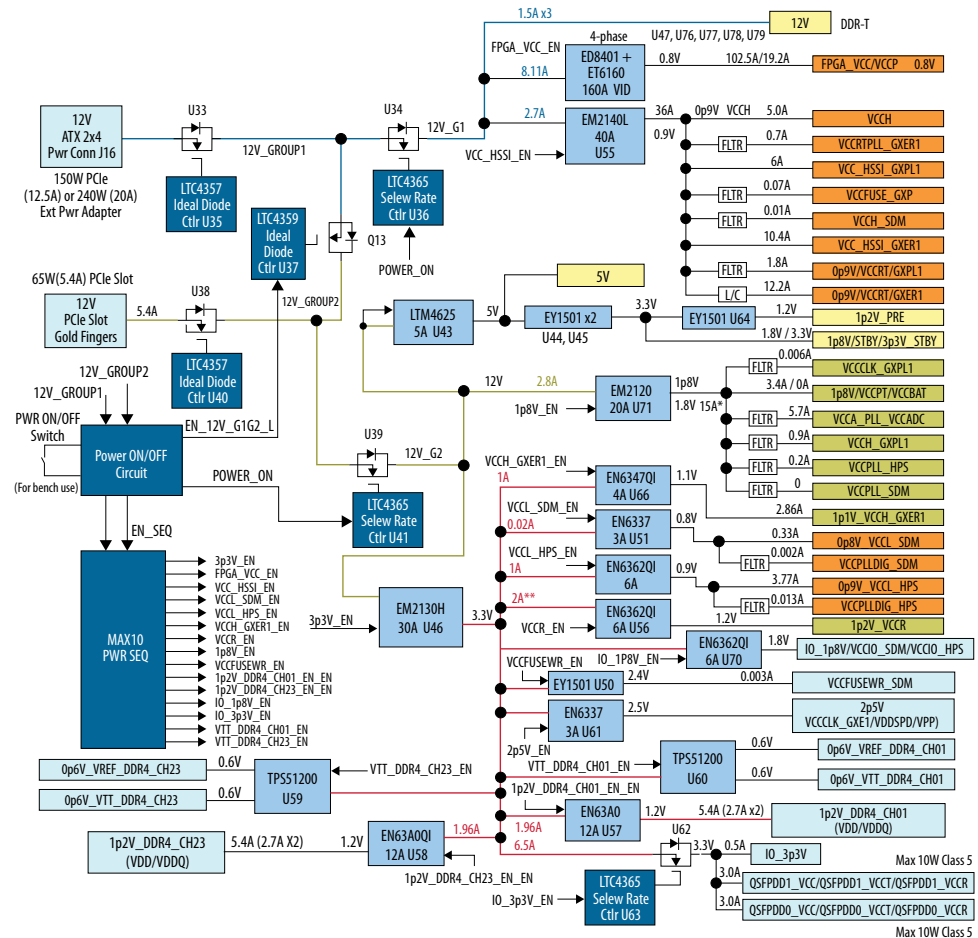 1.5A x3
12V
DDR-T
4-phase
U47, U76, U77, U78, U79
FPGA_VCC_EN
ED8401 +
ET6160
160A VID
0.8V
102.5A/19.2A
FPGA_VCC/VCCP 0.8V
8.11A
12V
ATX 2x4
Pwr Conn J16
150W PCIe
(12.5A) or 240W (20A)
Ext Pwr Adapter
U33
LTC4357
Ideal Diode
Ctlr U35
12V_GROUP1
U34
12V_G1
LTC4365
Selew Rate
Ctlr U36
POWER_ON
LTC4359
Ideal
Diode
Ctlr U37
Q13
2.7A
EM2140L
40A
U55
VCC_HSSI_EN
36A
0.9V
0p9V VCCH
5.0A
VCCH
FLTR
0.7A
VCCRTPLL_GXER1
6A
VCC_HSSI_GXPL1
FLTR
0.07A
VCCFUSE_GXP
FLTR
0.01A
VCCH_SDM
10.4A
VCC_HSSI_GXER1
FLTR
1.8A
0p9V/VCCRT/GXPL1
L/C
12.2A
0p9V/VCCRT/GXER1
65W(5.4A) PCIe Slot
12V
PCIe Slot
Gold Fingers
5.4A
U38
LTC4357
Ideal Diode
Ctlr U40
12V_GROUP2
LTM4625
5A U43
5V
5V
EY1501 x2
U44, U45
3.3V
EY1501 U64
1.2V
1p2V_PRE
1.8V / 3.3V
1p8V/STBY/3p3V_STBY
12V
2.8A
1p8V_EN
EM2120
20A U71
1p8V
1.8V
15A*
FLTR
0.006A
VCCCLK_GXPL1
3.4A / 0A
1p8V/VCCPT/VCCBAT
FLTR
5.7A
VCCA_PLL_VCCADC
FLTR
0.9A
VCCH_GXPL1
FLTR
0.2A
VCCPLL_HPS
FLTR
0
VCCPLL_SDM
12V_GROUP2
12V_GROUP1
PWR ON/OFF
Switch
(For bench use)
Power ON/OFF
Circuit
EN_12V_G1G2_L
POWER_ON
EN_SEQ
U39
12V_G2
LTC4365
Selew Rate
Ctlr U41
MAX10
PWR SEQ
3p3V_EN
FPGA_VCC_EN
VCC_HSSI_EN
VCCL_SDM_EN
VCCL_HPS_EN
VCCH_GXER1_EN
VCCR_EN
1p8V_EN
VCCFUSEWR_EN
1p2V_DDR4_CH01_EN_EN
1p2V_DDR4_CH23_EN_EN
IO_1p8V_EN
IO_3p3V_EN
VTT_DDR4_CH01_EN
VTT_DDR4_CH23_EN
3p3V_EN
EM2130H
30A U46
3.3V
VCCH_GXER1_EN
1A
EN6347QI
4A U66
1.1V
2.86A
1p1V_VCCH_GXER1
VCCL_SDM_EN
0.02A
EN6337
3A U51
0.8V
0.33A
0p8V_VCCL_SDM
FLTR
0.002A
VCCPLLDIG_SDM
VCCL_HPS_EN
1A
EN6362QI
6A
0.9V
3.77A
0p9V_VCCL_HPS
FLTR
0.013A
VCCPLLDIG_HPS
2A**
VCCR_EN
EN6362QI
6A U56
1.2V
1p2V_VCCR
IO_1P8V_EN
EN6362QI
6A U70
1.8V
IO_1p8V/VCCIO_SDM/VCCIO_HPS
VCCFUSEWR_EN
EY1501 U50
2.4V
0.003A
VCCFUSEWR_SDM
EN6337
3A U61
2p5V_EN
2.5V
2p5V
VCCCLK_GXE1/VDDSPD/VPP)
VTT_DDR4_CH01_EN
TPS51200
U60
0.6V
0p6V_VREF_DDR4_CH01
0.6V
0p6V_VTT_DDR4_CH01
0p6V_VREF_DDR4_CH23
0.6V
0p6V_VTT_DDR4_CH23
0.6V
TPS51200
U59
VTT_DDR4_CH23_EN
1p2V_DDR4_CH01_EN_EN
1.96A
EN63A0
12A U57
1.2V
5.4A (2.7A X2)
1p2V_DDR4_CH01
(VDD/VDDQ)
1p2V_DDR4_CH23
(VDD/VDDQ)
5.4A (2.7A X2)
1.2V
EN63A0QI
12A U58
1.96A
1p2V_DDR4_CH23_EN_EN
6.5A
U62
LTC4365
Selew Rate
Ctlr U63
IO_3p3V_EN
3.3V
0.5A
IO_3p3V
Max 10W Class 5
3.0A
QSFPDD1_VCC/QSFPDD1_VCCT/QSFPDD1_VCCR
3.0A
QSFPDD0_VCC/QSFPDD0_VCCT/QSFPDD0_VCCR
Max 10W Class 5